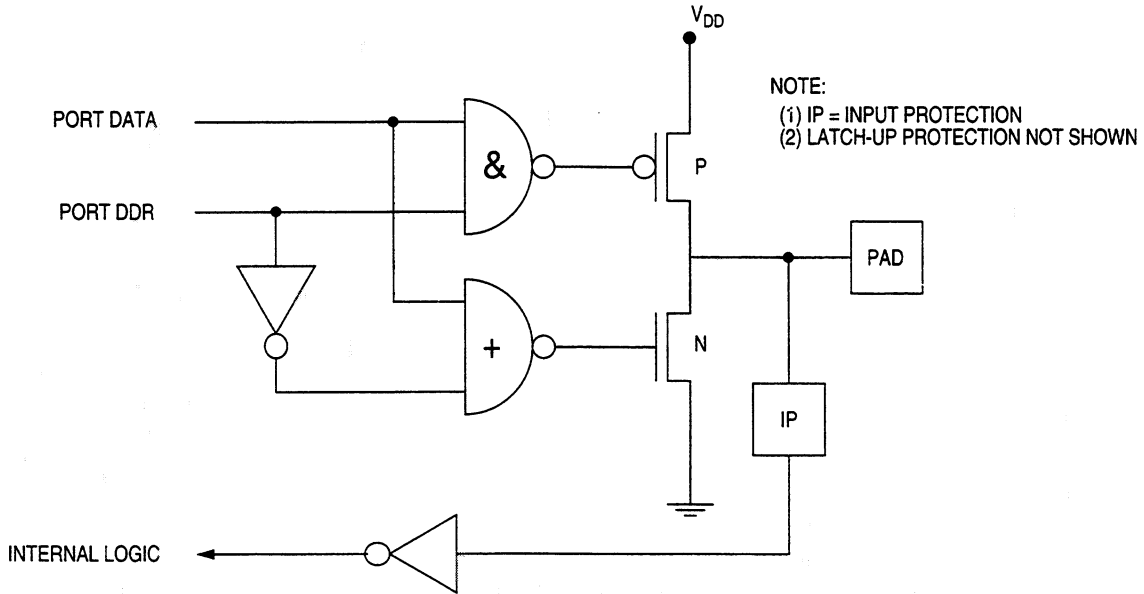 V_DD
NOTE:
(1) IP = INPUT PROTECTION
(2) LATCH-UP PROTECTION NOT SHOWN
PORT DATA
&
P
PORT DDR
PAD
+
N
IP
INTERNAL LOGIC